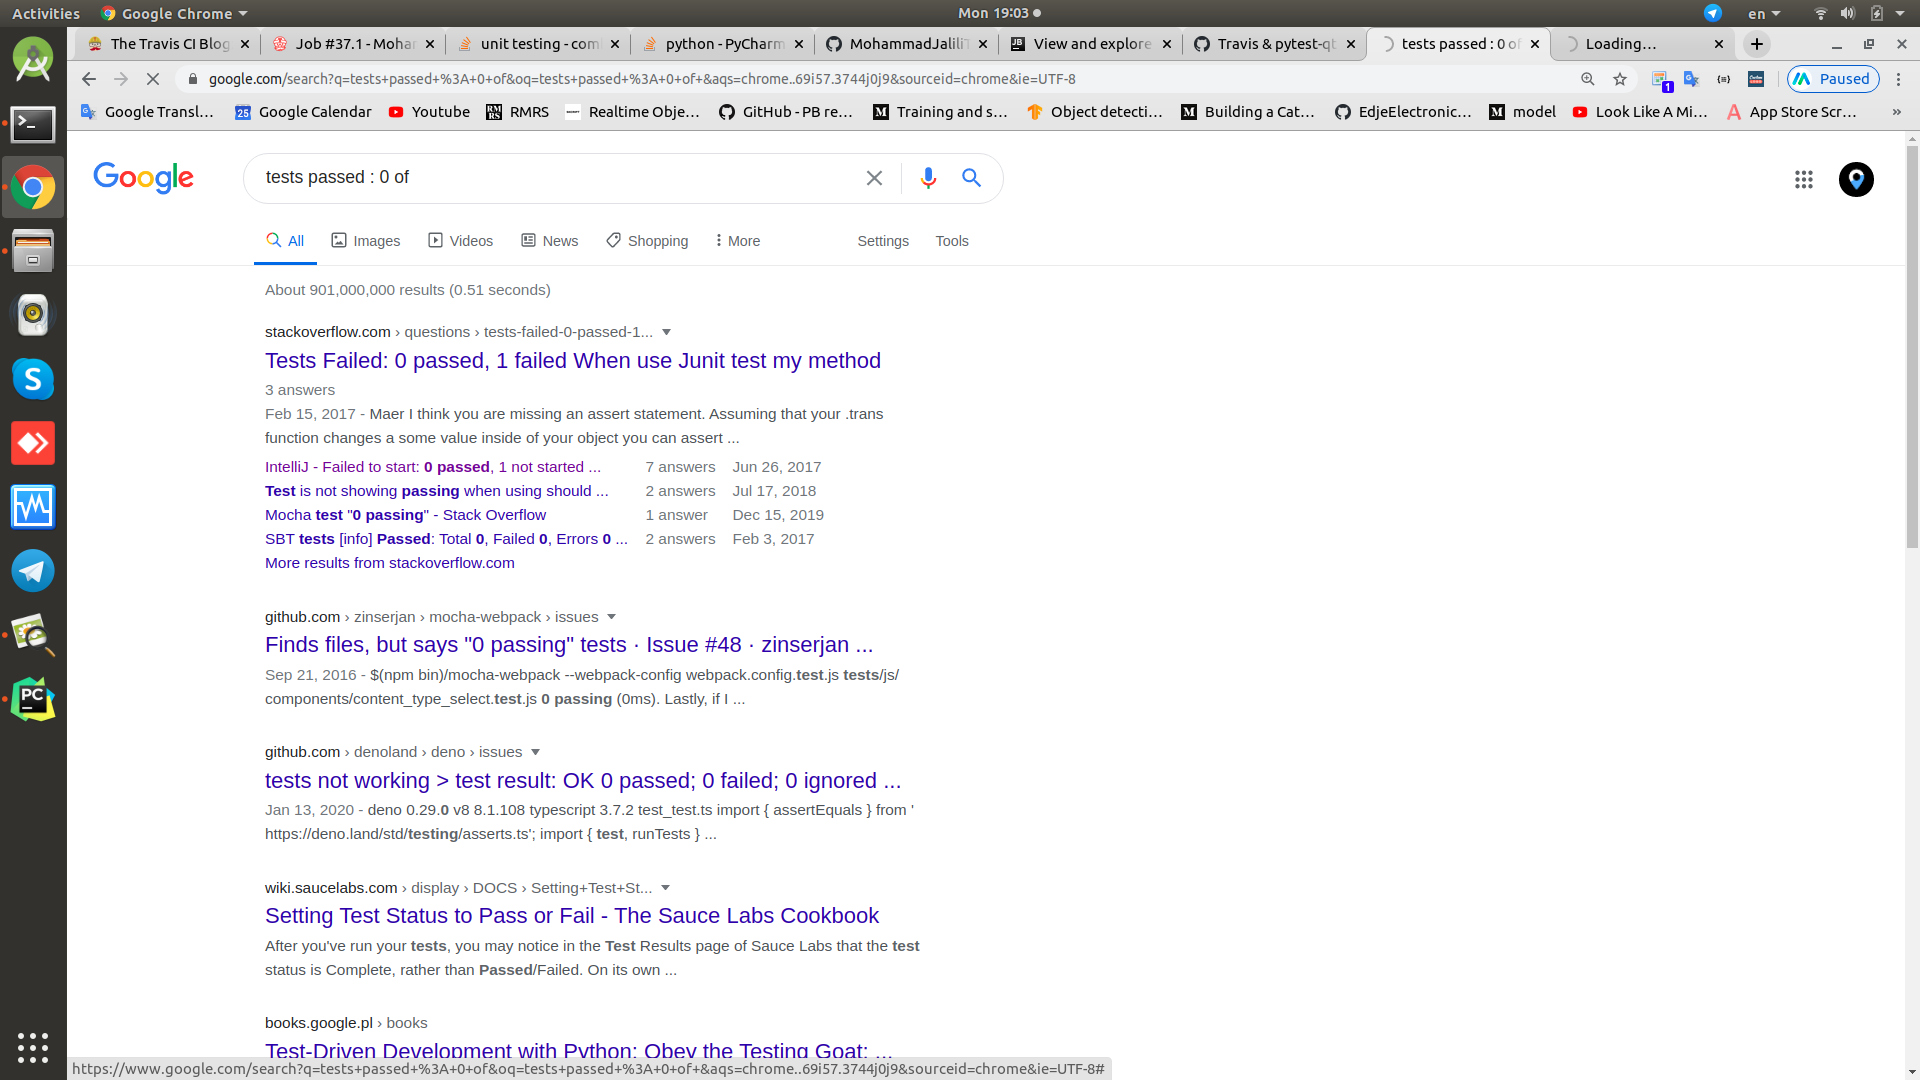 Activities Google Chrome Mon 19:03 en
The Travis CI Blog Job #37.1 - Mohar unit testing - com python - PyCharm MohammadJaliliT View and explore Travis & pytest-qt tests passed : 0 of Loading...
google.com/search?q=tests+passed+%3A+0+of&oq=tests+passed+%3A+0+of+&aqs=chrome..69i57.3744j0j9&sourceid=chrome&ie=UTF-8 1 Paused
Google Transl... 25 Google Calendar Youtube RMRS Realtime Obje... GitHub - PB re... Training and s... Object detecti... Building a Cat... EdjeElectronic... model Look Like A Mi... App Store Scr... »
Google tests passed : 0 of
All Images Videos News Shopping More Settings Tools
About 901,000,000 results (0.51 seconds)
stackoverflow.com › questions › tests-failed-0-passed-1...
Tests Failed: 0 passed, 1 failed When use Junit test my method
3 answers
Feb 15, 2017 - Maer I think you are missing an assert statement. Assuming that your .trans
function changes a some value inside of your object you can assert ...
IntelliJ - Failed to start: 0 passed, 1 not started ... 7 answers Jun 26, 2017
Test is not showing passing when using should ... 2 answers Jul 17, 2018
Mocha test "0 passing" - Stack Overflow 1 answer Dec 15, 2019
SBT tests [info] Passed: Total 0, Failed 0, Errors 0 ... 2 answers Feb 3, 2017
More results from stackoverflow.com
github.com › zinserjan › mocha-webpack › issues
Finds files, but says "0 passing" tests · Issue #48 · zinserjan ...
Sep 21, 2016 - $(npm bin)/mocha-webpack --webpack-config webpack.config.test.js tests/js/
components/content_type_select.test.js 0 passing (0ms). Lastly, if I ...
github.com › denoland › deno › issues
tests not working > test result: OK 0 passed; 0 failed; 0 ignored ...
Jan 13, 2020 - deno 0.29.0 v8 8.1.108 typescript 3.7.2 test_test.ts import { assertEquals } from '
https://deno.land/std/testing/asserts.ts'; import { test, runTests } ...
wiki.saucelabs.com › display › DOCS › Setting+Test+St...
Setting Test Status to Pass or Fail - The Sauce Labs Cookbook
After you've run your tests, you may notice in the Test Results page of Sauce Labs that the test
status is Complete, rather than Passed/Failed. On its own ...
books.google.pl › books
Test-Driven Development with Python: Obey the Testing Goat: ...
https://www.google.com/search?q=tests+passed+%3A+0+of&oq=tests+passed+%3A+0+of+&aqs=chrome..69i57.3744j0j9&sourceid=chrome&ie=UTF-8#